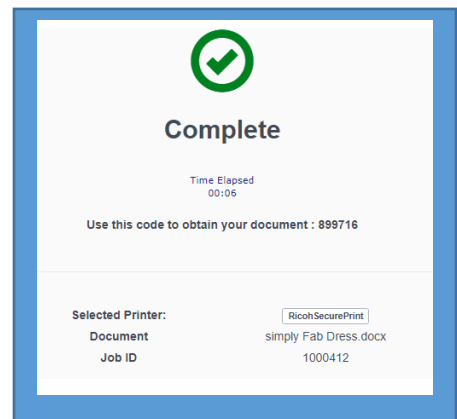 Complete
Time Elapsed
00:06
Use this code to obtain your document : 899716
Selected Printer: RicohSecurePrint
Document simply Fab Dress.docx
Job ID 1000412